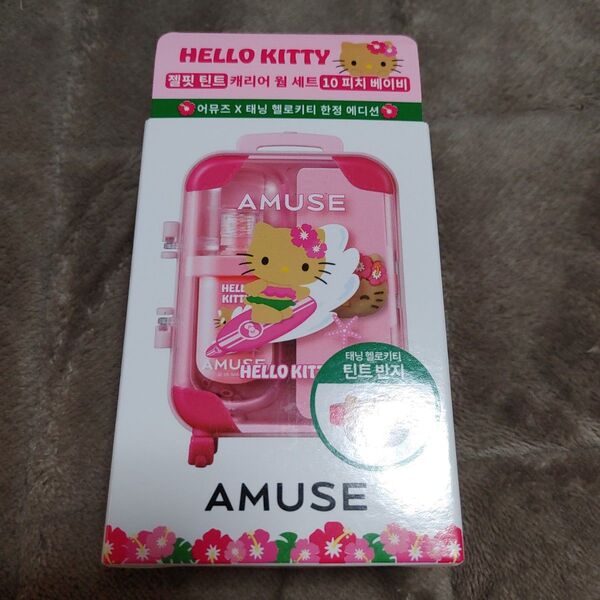 HELLO KITTY
젤핏 틴트 캐리어 웜 세트 10 피치 베이비
어뮤즈 X 태닝 헬로키티 한정 에디션
AMUSE
HELLO
KITTY
AMUSE
HELLO KITTY
태닝 헬로키티
틴트 반지
AMUSE